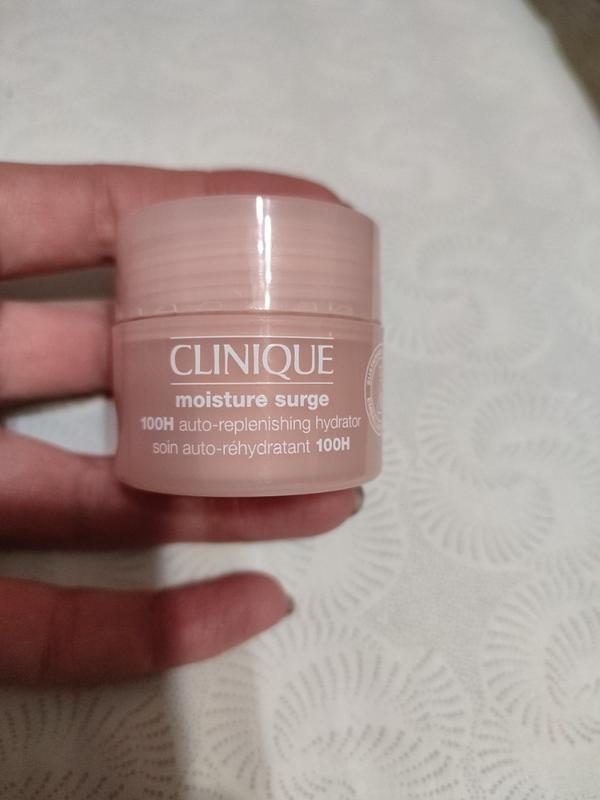 CLINIQUE
moisture surge
100H auto-replenishing hydrator
soin auto-réhydratant 100H